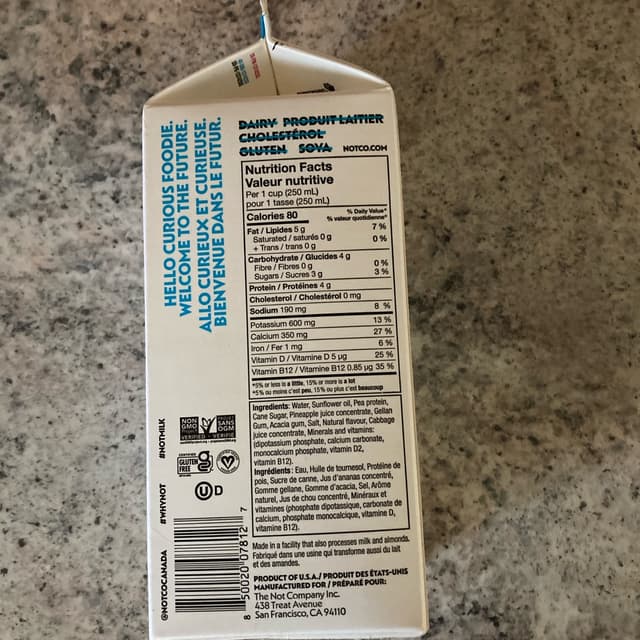 HELLO CURIOUS FOODIE.
WELCOME TO THE FUTURE.
ALLO CURIEUX ET CURIEUSE.
BIENVENUE DANS LE FUTUR.
DAIRY PRODUIT LAITIER
CHOLESTÉROL
GLUTEN SOYA NOTCO.COM
Nutrition Facts
Valeur nutritive
Per 1 cup (250 mL)
pour 1 tasse (250 mL)
Calories 80
% Daily Value*
% valeur quotidienne*
Fat / Lipides 5 g 7 %
Saturated / saturés 0 g 0 %
+ Trans / trans 0 g
Carbohydrate / Glucides 4 g
Fibre / Fibres 0 g 0 %
Sugars / Sucres 3 g 3 %
Protein / Protéines 4 g
Cholesterol / Cholestérol 0 mg
Sodium 190 mg 8 %
Potassium 600 mg 13 %
Calcium 350 mg 27 %
Iron / Fer 1 mg 6 %
Vitamin D / Vitamine D 5 µg 25 %
Vitamin B12 / Vitamine B12 0.85 µg 35 %
*5% or less is a little, 15% or more is a lot
*5% ou moins c'est peu, 15% ou plus c'est beaucoup
Ingredients: Water, Sunflower oil, Pea protein,
Cane Sugar, Pineapple juice concentrate, Gellan
Gum, Acacia gum, Salt, Natural flavour, Cabbage
juice concentrate, Minerals and vitamins:
(dipotassium phosphate, calcium carbonate,
monocalcium phosphate, vitamin D2,
vitamin B12).
Ingrédients: Eau, Huile de tournesol, Protéine de
pois, Sucre de canne, Jus d'ananas concentré,
Gomme gellane, Gomme d'acacia, Sel, Arôme
naturel, Jus de chou concentré, Minéraux et
vitamines (phosphate dipotassique, carbonate de
calcium, phosphate monocalcique, vitamine D,
vitamine B12).
Made in a facility that also processes milk and almonds.
Fabriqué dans une usine qui transforme aussi du lait
et des amandes.
PRODUCT OF U.S.A./ PRODUIT DES ÉTATS-UNIS
MANUFACTURED FOR / PRÉPARÉ POUR:
The Not Company Inc.
438 Treat Avenue
San Francisco, CA 94110
@NOTCOCANADA #WHYNOT #NOTMILK
NON
GMO
VERIFIED
SANS
OGM
VERIFIÉ
CERTIFIED
GLUTEN
FREE
U D
8 50020 07812 7